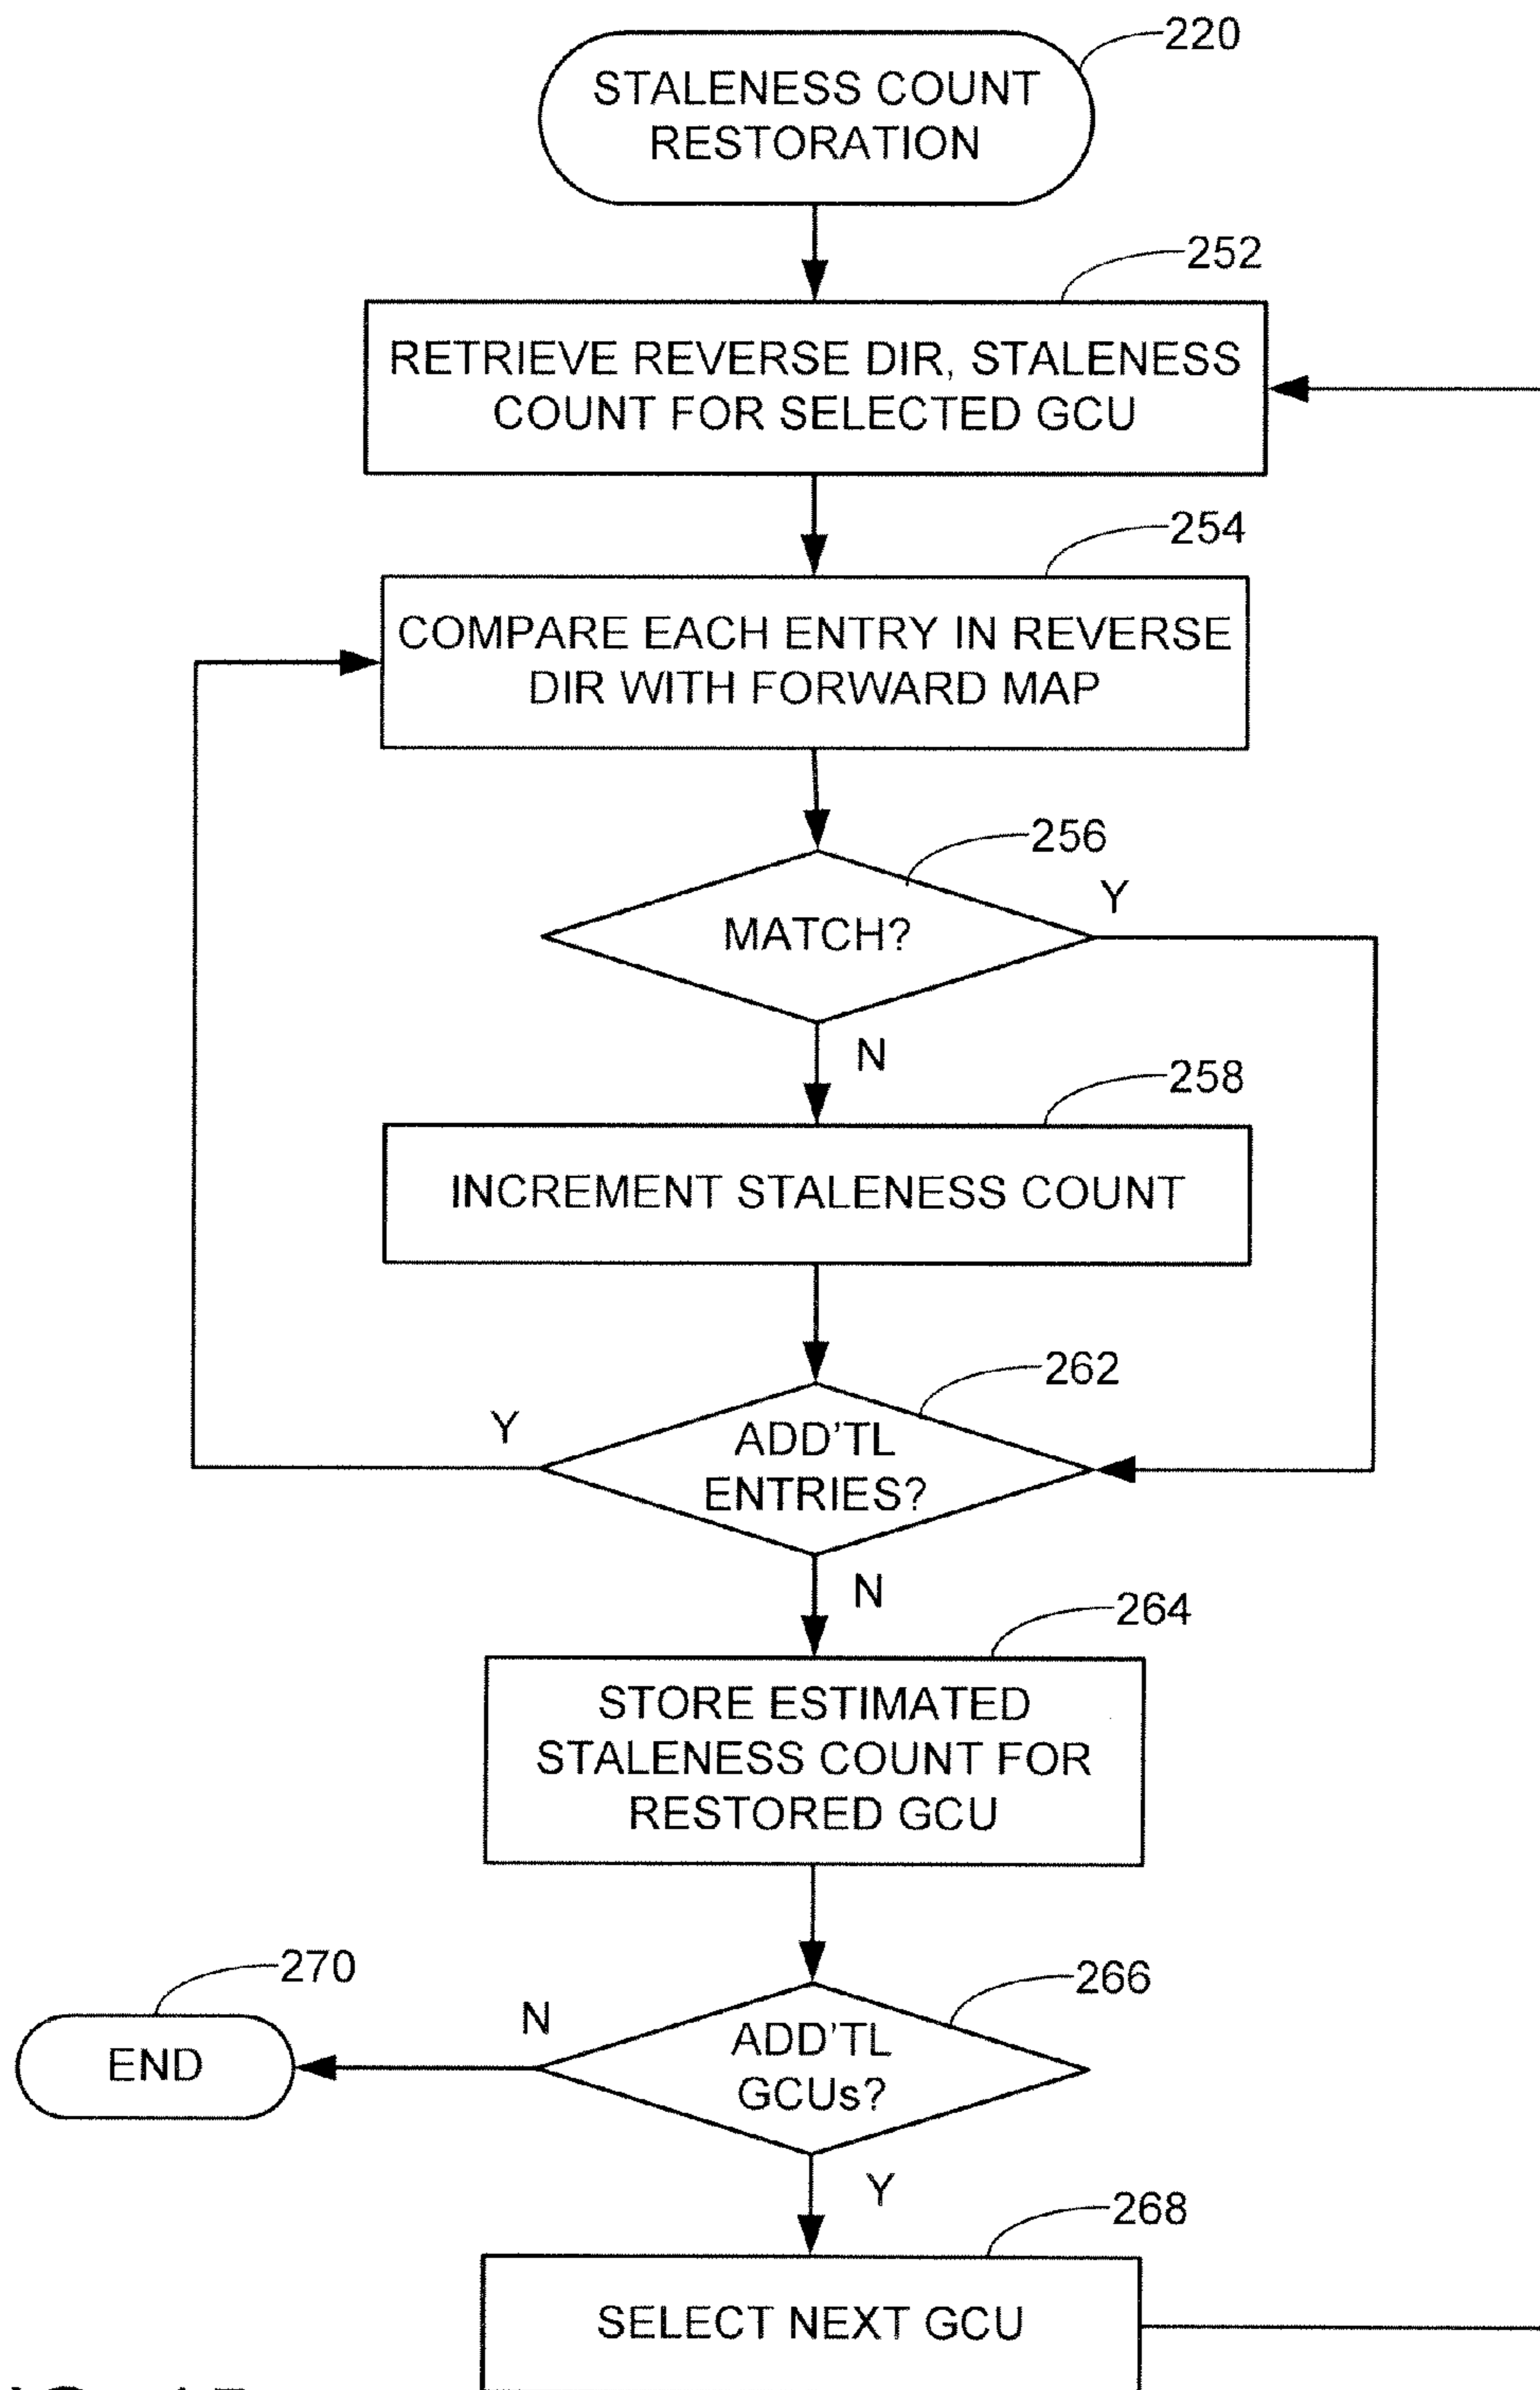 220
STALENESS COUNT
RESTORATION
252
RETRIEVE REVERSE DIR, STALENESS
COUNT FOR SELECTED GCU
254
COMPARE EACH ENTRY IN REVERSE
DIR WITH FORWARD MAP
256
MATCH?
Y
N
258
INCREMENT STALENESS COUNT
262
Y
ADD'TL
ENTRIES?
N
264
STORE ESTIMATED
STALENESS COUNT FOR
RESTORED GCU
270
END
N
266
ADD'TL
GCUs?
Y
268
SELECT NEXT GCU